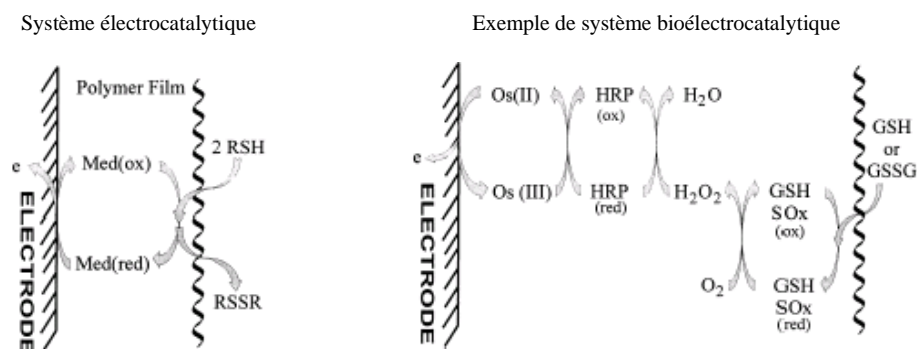 Système électrocatalytique
Exemple de système bioélectrocatalytique
Polymer Film
2 RSH
e
Med(ox)
ELECTRODE
Med(red)
RSSR
Os(II)
HRP
(ox)
H₂O
GSH
or
GSSG
e
ELECTRODE
Os (III)
HRP
(red)
H₂O₂
GSH
SOx
(ox)
O₂
GSH
SOx
(red)